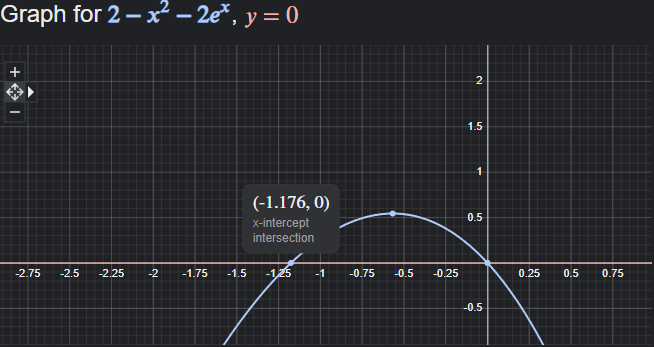 Graph for 2 − x² − 2eˣ, y = 0
2
1.5
1
(-1.176, 0)
x-intercept
intersection
0.5
-2.75 -2.5 -2.25 -2 -1.75 -1.5 -1.25 -1 -0.75 -0.5 -0.25 0.25 0.5 0.75
-0.5